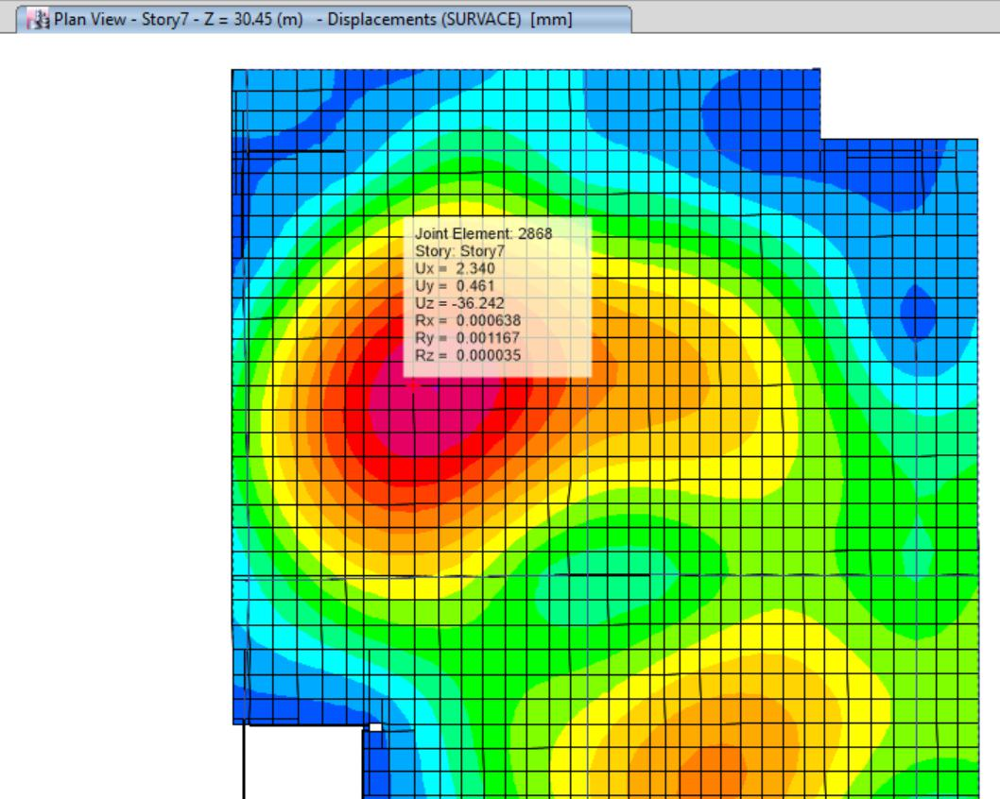 Plan View - Story7 - Z = 30.45 (m) - Displacements (SURVACE) [mm]
Joint Element: 2868
Story: Story7
Ux = 2.340
Uy = 0.461
Uz = -36.242
Rx = 0.000638
Ry = 0.001167
Rz = 0.000035